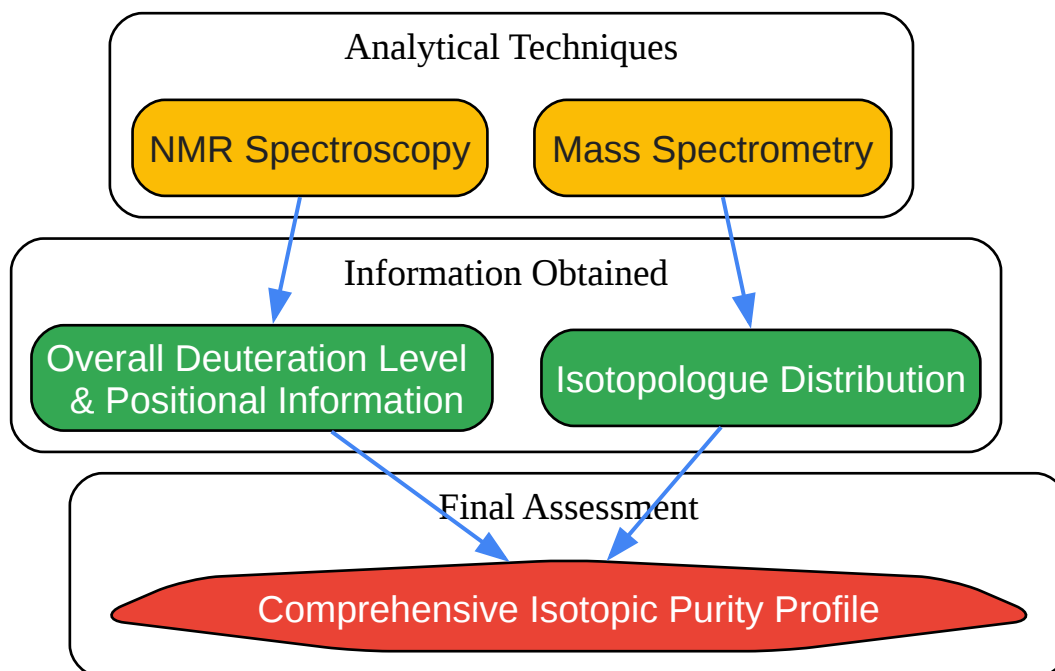 Analytical Techniques
NMR Spectroscopy
Mass Spectrometry
Information Obtained
Overall Deuteration Level
& Positional Information
Isotopologue Distribution
Final Assessment
Comprehensive Isotopic Purity Profile